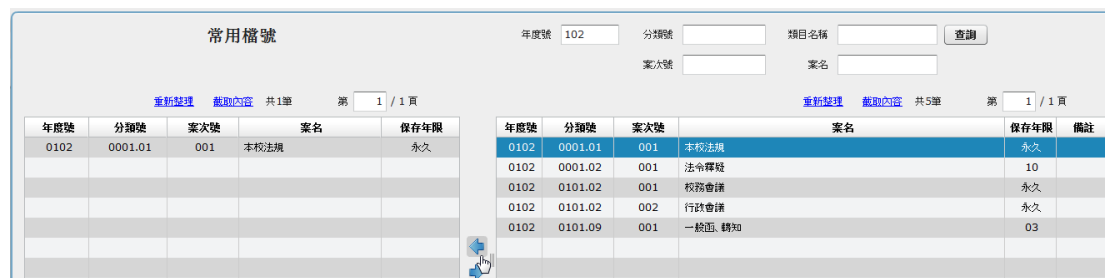 常用檔號
年度號 102 分類號 類目名稱 查詢
案次號 案名
重新整理 截取內容 共1筆 第 1 / 1 頁
年度號 分類號 案次號 案名 保存年限
0102 0001.01 001 本校法規 永久
重新整理 截取內容 共5筆 第 1 / 1 頁
年度號 分類號 案次號 案名 保存年限 備註
0102 0001.01 001 本校法規 永久
0102 0001.02 001 法令釋疑 10
0102 0101.02 001 校務會議 永久
0102 0101.02 002 行政會議 永久
0102 0101.09 001 一般函、轉知 03